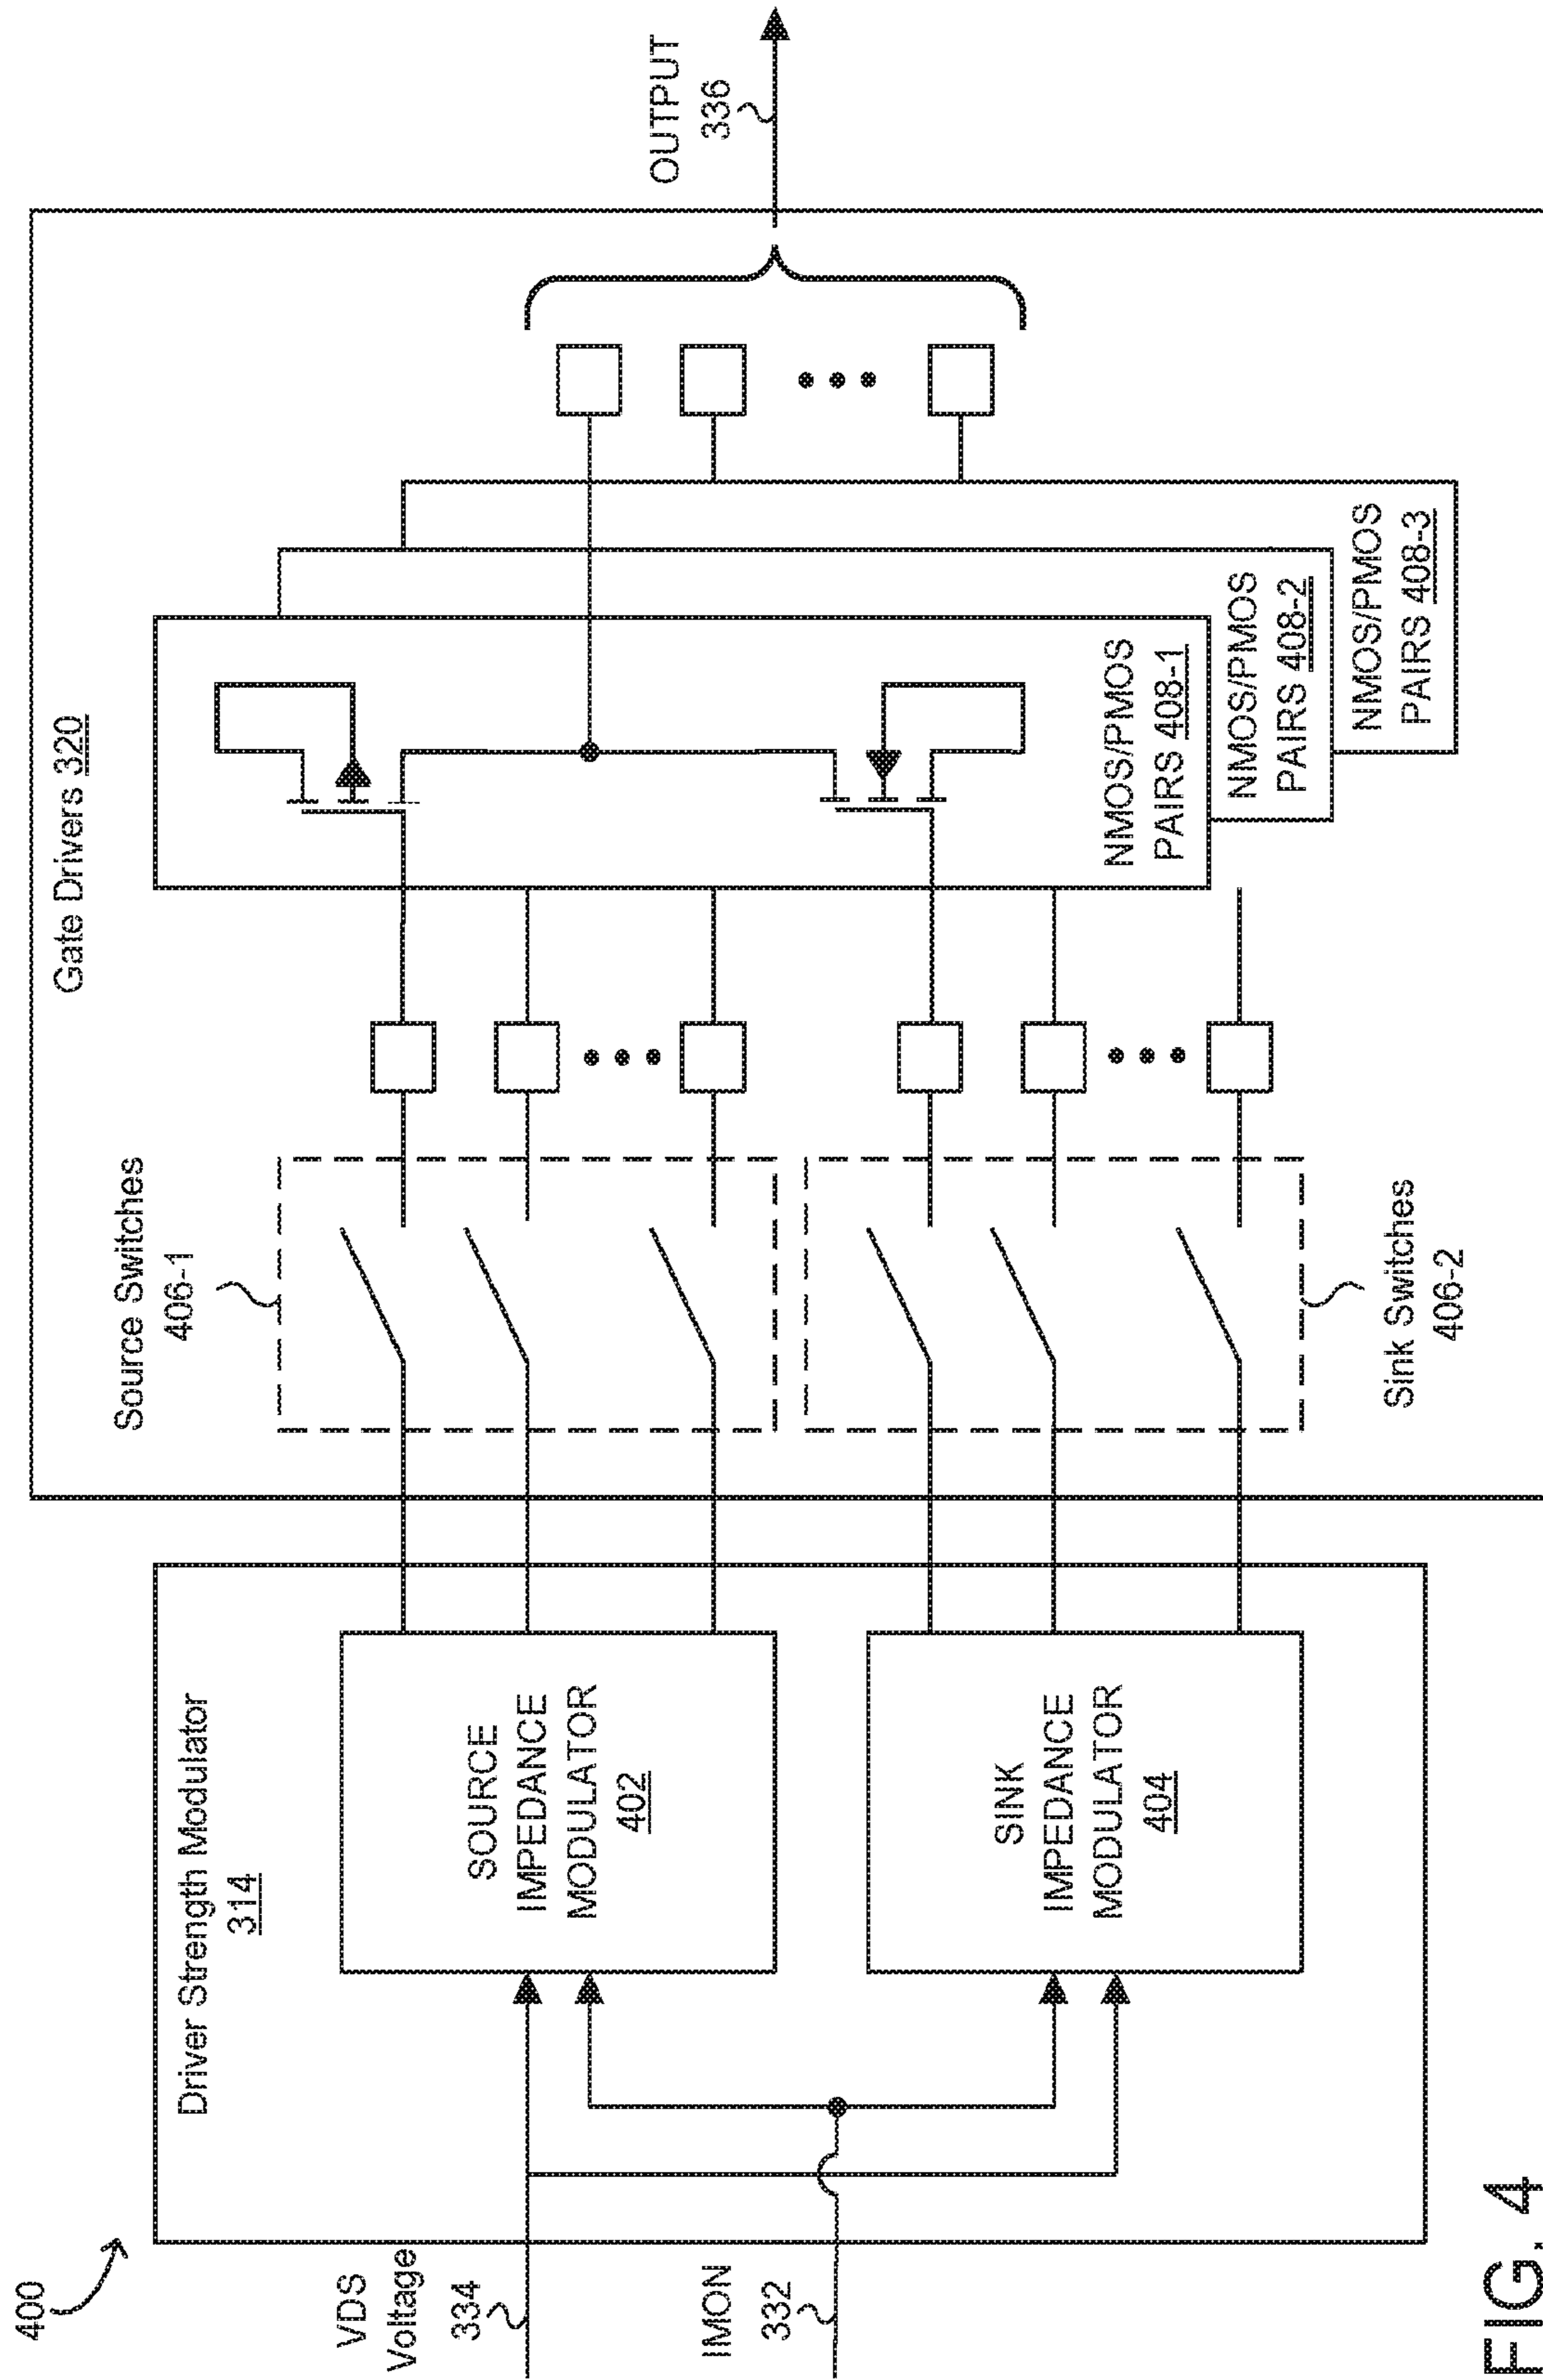 400
VDS
Voltage
334
IMON
332
Driver Strength Modulator
314
SOURCE
IMPEDANCE
MODULATOR
402
SINK
IMPEDANCE
MODULATOR
404
Gate Drivers 320
Source Switches
406-1
Sink Switches
406-2
NMOS/PMOS
PAIRS 408-1
NMOS/PMOS
PAIRS 408-2
NMOS/PMOS
PAIRS 408-3
OUTPUT
336
FIG. 4